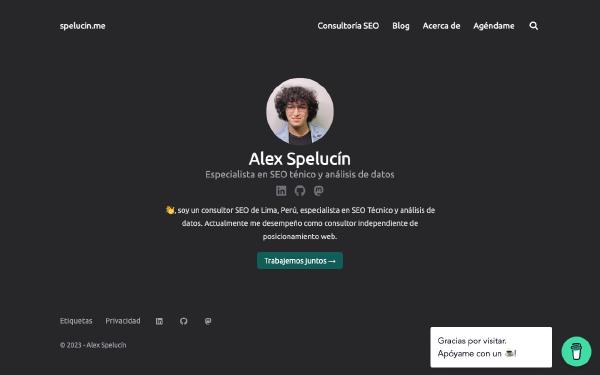 spelucin.me
Consultoría SEO Blog Acerca de Agéndame
Alex Spelucín
Especialista en SEO ténico y análisis de datos
👋, soy un consultor SEO de Lima, Perú, especialista en SEO Técnico y análisis de
datos. Actualmente me desempeño como consultor independiente de
posicionamiento web.
Trabajemos juntos →
Etiquetas Privacidad
© 2023 - Alex Spelucín
Gracias por visitar.
Apóyame con un ☕!